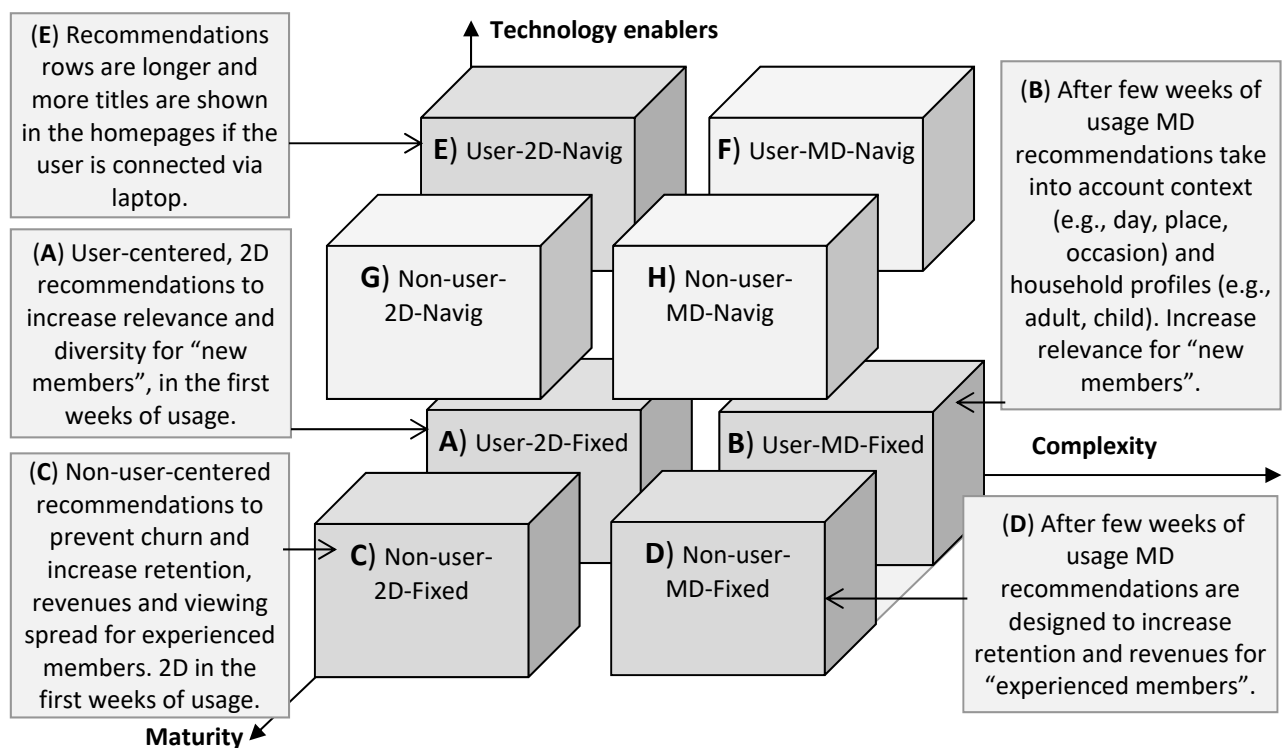 Technology enablers
(E) Recommendations
rows are longer and
more titles are shown
in the homepages if the
user is connected via
laptop.
(A) User-centered, 2D
recommendations to
increase relevance and
diversity for “new
members”, in the first
weeks of usage.
(C) Non-user-centered
recommendations to
prevent churn and
increase retention,
revenues and viewing
spread for experienced
members. 2D in the
first weeks of usage.
Maturity
E) User-2D-Navig
F) User-MD-Navig
G) Non-user-
2D-Navig
H) Non-user-
MD-Navig
A) User-2D-Fixed
B) User-MD-Fixed
C) Non-user-
2D-Fixed
D) Non-user-
MD-Fixed
(B) After few weeks of
usage MD
recommendations take
into account context
(e.g., day, place,
occasion) and
household profiles (e.g.,
adult, child). Increase
relevance for “new
members”.
Complexity
(D) After few weeks of
usage MD
recommendations are
designed to increase
retention and revenues for
“experienced members”.